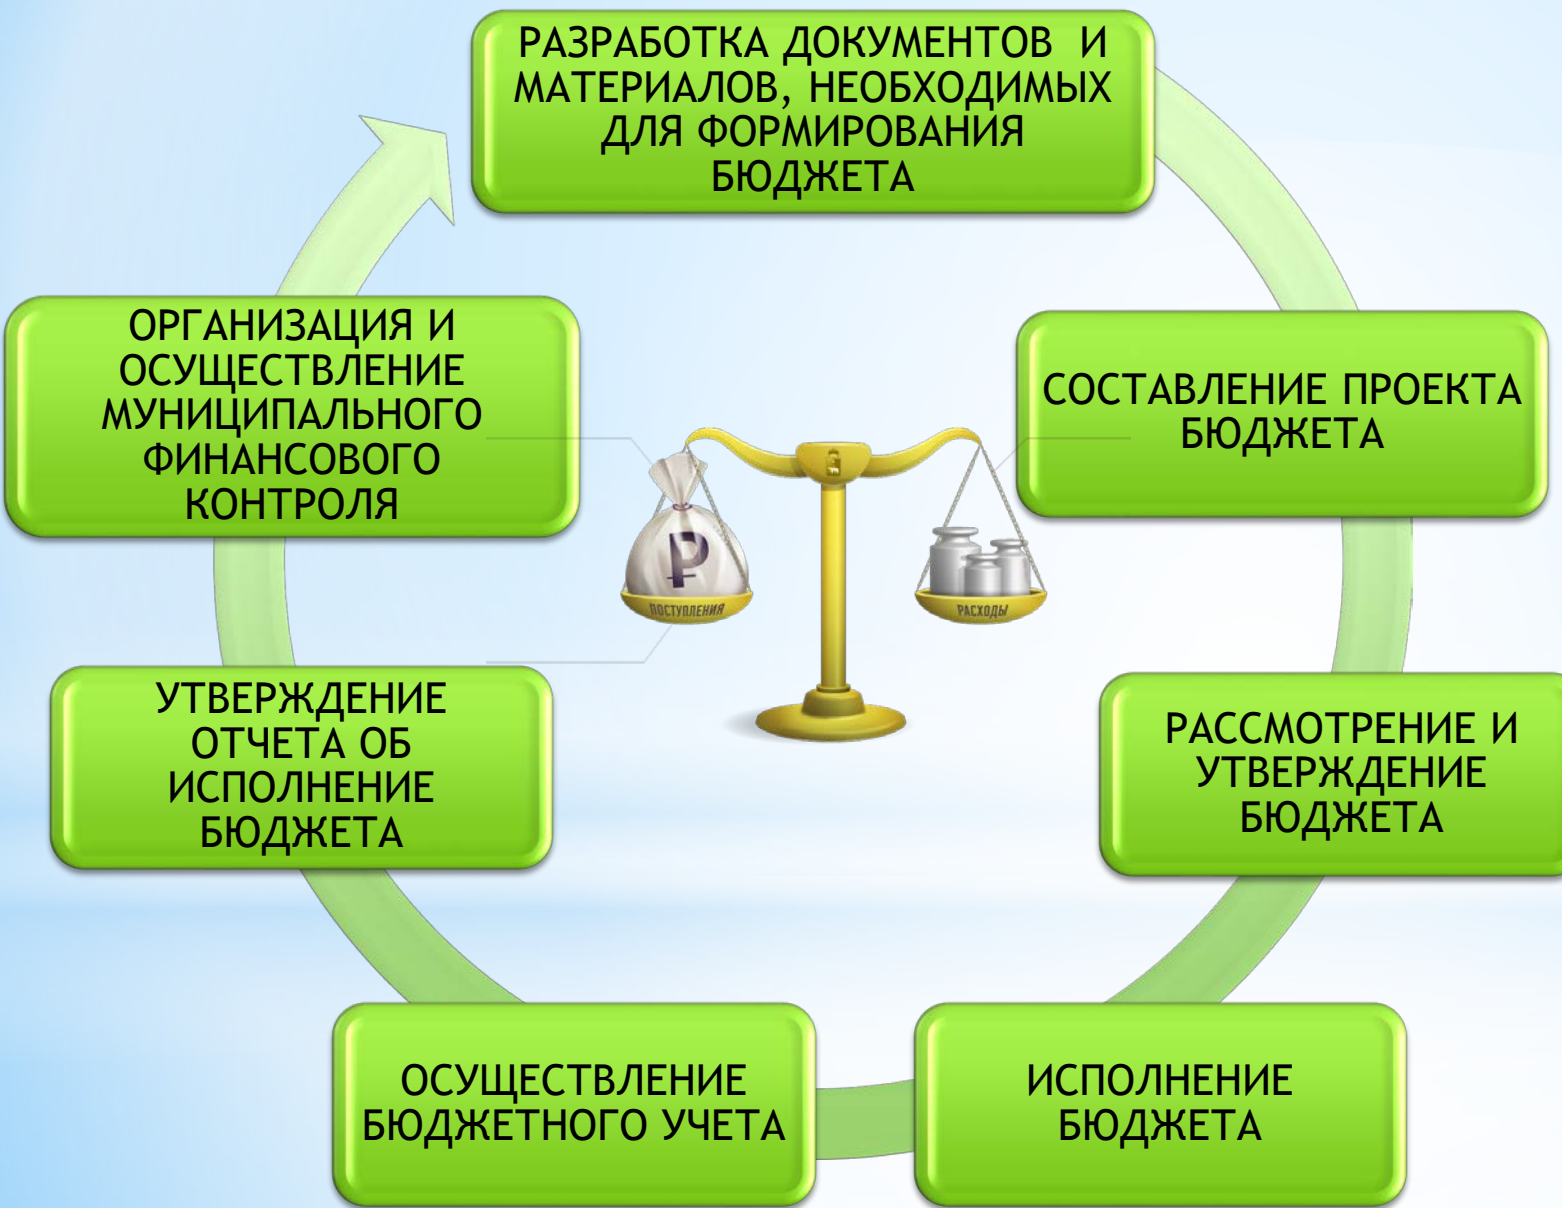 РАЗРАБОТКА ДОКУМЕНТОВ И
МАТЕРИАЛОВ, НЕОБХОДИМЫХ
ДЛЯ ФОРМИРОВАНИЯ
БЮДЖЕТА
СОСТАВЛЕНИЕ ПРОЕКТА
БЮДЖЕТА
РАССМОТРЕНИЕ И
УТВЕРЖДЕНИЕ
БЮДЖЕТА
ИСПОЛНЕНИЕ
БЮДЖЕТА
ОСУЩЕСТВЛЕНИЕ
БЮДЖЕТНОГО УЧЕТА
УТВЕРЖДЕНИЕ
ОТЧЕТА ОБ
ИСПОЛНЕНИЕ
БЮДЖЕТА
ОРГАНИЗАЦИЯ И
ОСУЩЕСТВЛЕНИЕ
МУНИЦИПАЛЬНОГО
ФИНАНСОВОГО
КОНТРОЛЯ
₽
ПОСТУПЛЕНИЯ
РАСХОДЫ